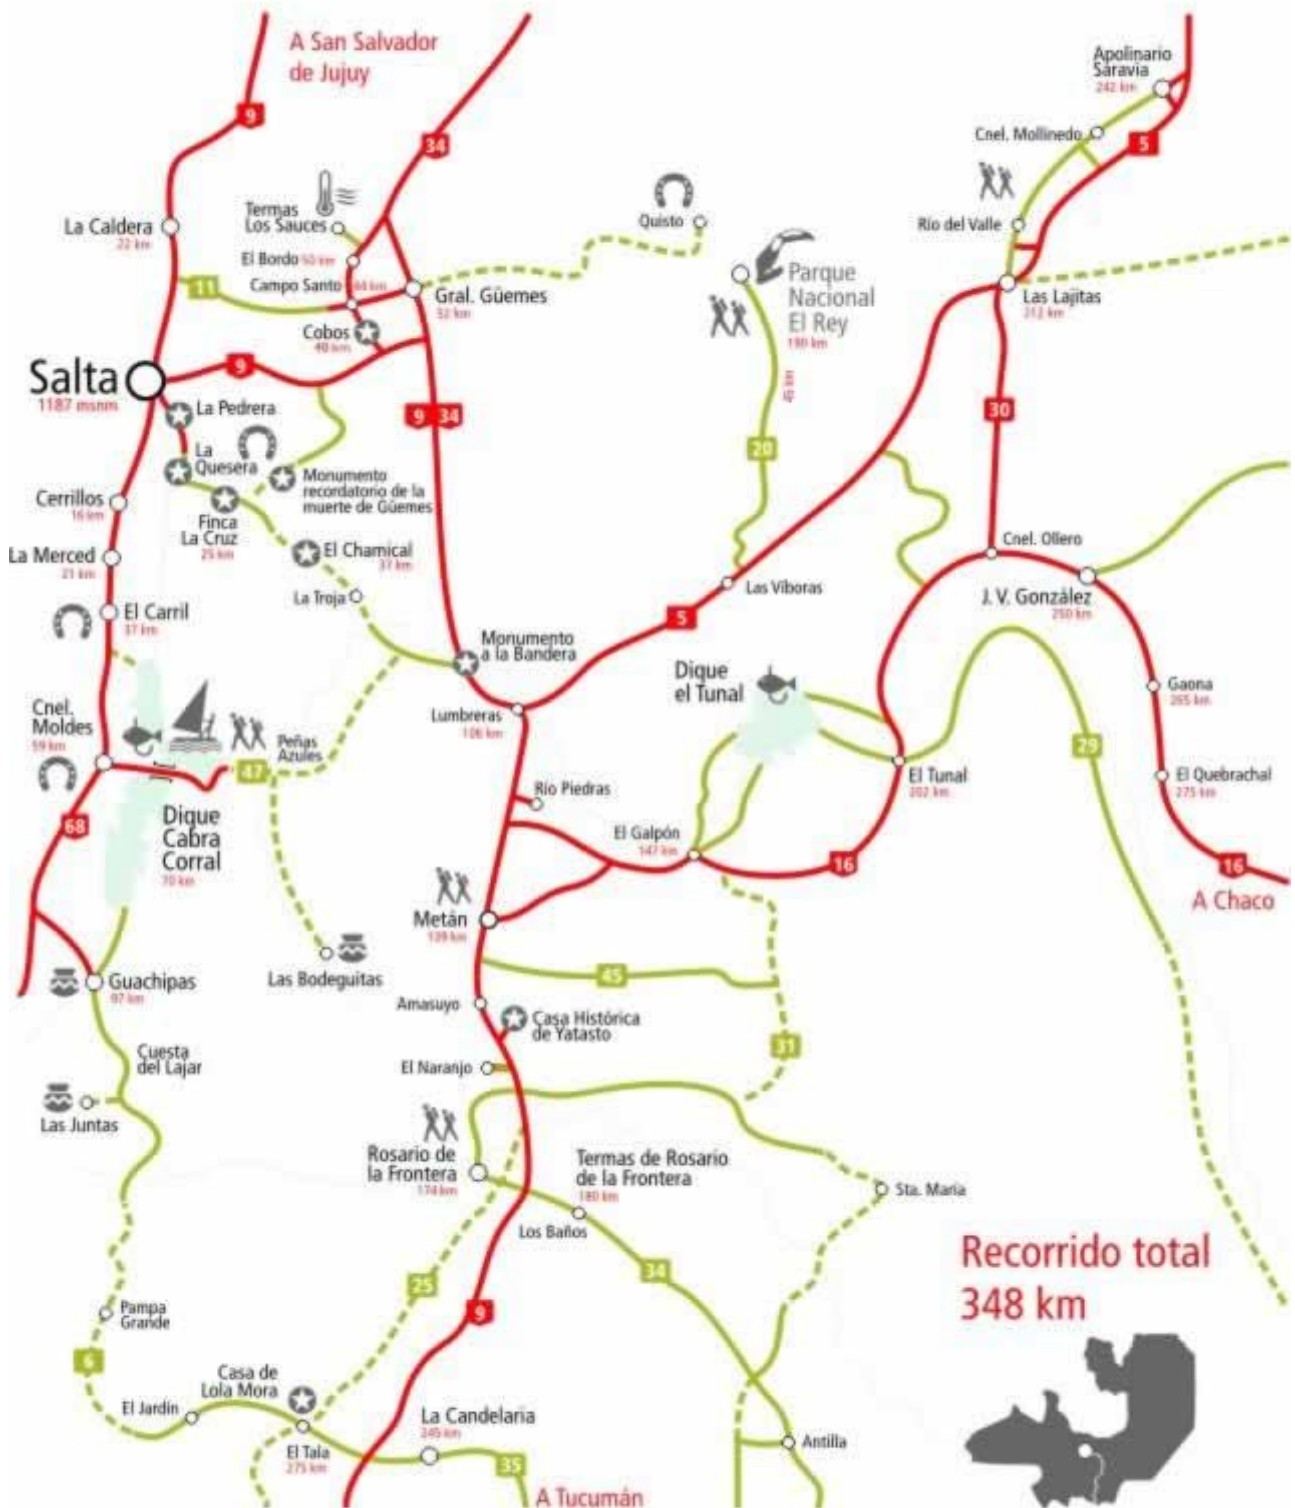 A San Salvador
de Jujuy
9
34
Apolinario
Saravia
242 km
Cnel. Mollinedo
5
Termas
Los Sauces
Quisto
Río del Valle
La Caldera
22 km
El Bordo 50 km
Campo Santo 44 km
11
Gral. Güemes
52 km
Parque
Nacional
El Rey
190 km
Las Lajitas
212 km
Cobos
40 km
Salta
1187 msnm
9
45 km
La Pedrera
9 34
30
20
La
Quesera
Monumento
recordatorio de la
muerte de Güemes
Cerrillos
16 km
Finca
La Cruz
25 km
El Chamical
37 km
Cnel. Ollero
La Merced
21 km
Las Víboras
La Troja
J. V. González
250 km
El Carril
37 km
5
Monumento
a la Bandera
Dique
el Tunal
Gaona
265 km
Cnel.
Moldes
59 km
Lumbreras
106 km
Peñas
Azules
47
29
El Tunal
202 km
El Quebrachal
275 km
Río Piedras
68
Dique
Cabra
Corral
70 km
El Galpón
147 km
16
16
A Chaco
Metán
139 km
Guachipas
97 km
Las Bodeguitas
45
Amasuyo
Casa Histórica
de Yatasto
31
Cuesta
del Lajar
El Naranjo
Las Juntas
Rosario de
la Frontera
174 km
Termas de Rosario
de la Frontera
180 km
Sta. María
Los Baños
Recorrido total
348 km
34
25
9
Pampa
Grande
6
Casa de
Lola Mora
El Jardín
La Candelaria
245 km
El Tala
275 km
Antilla
35
A Tucumán